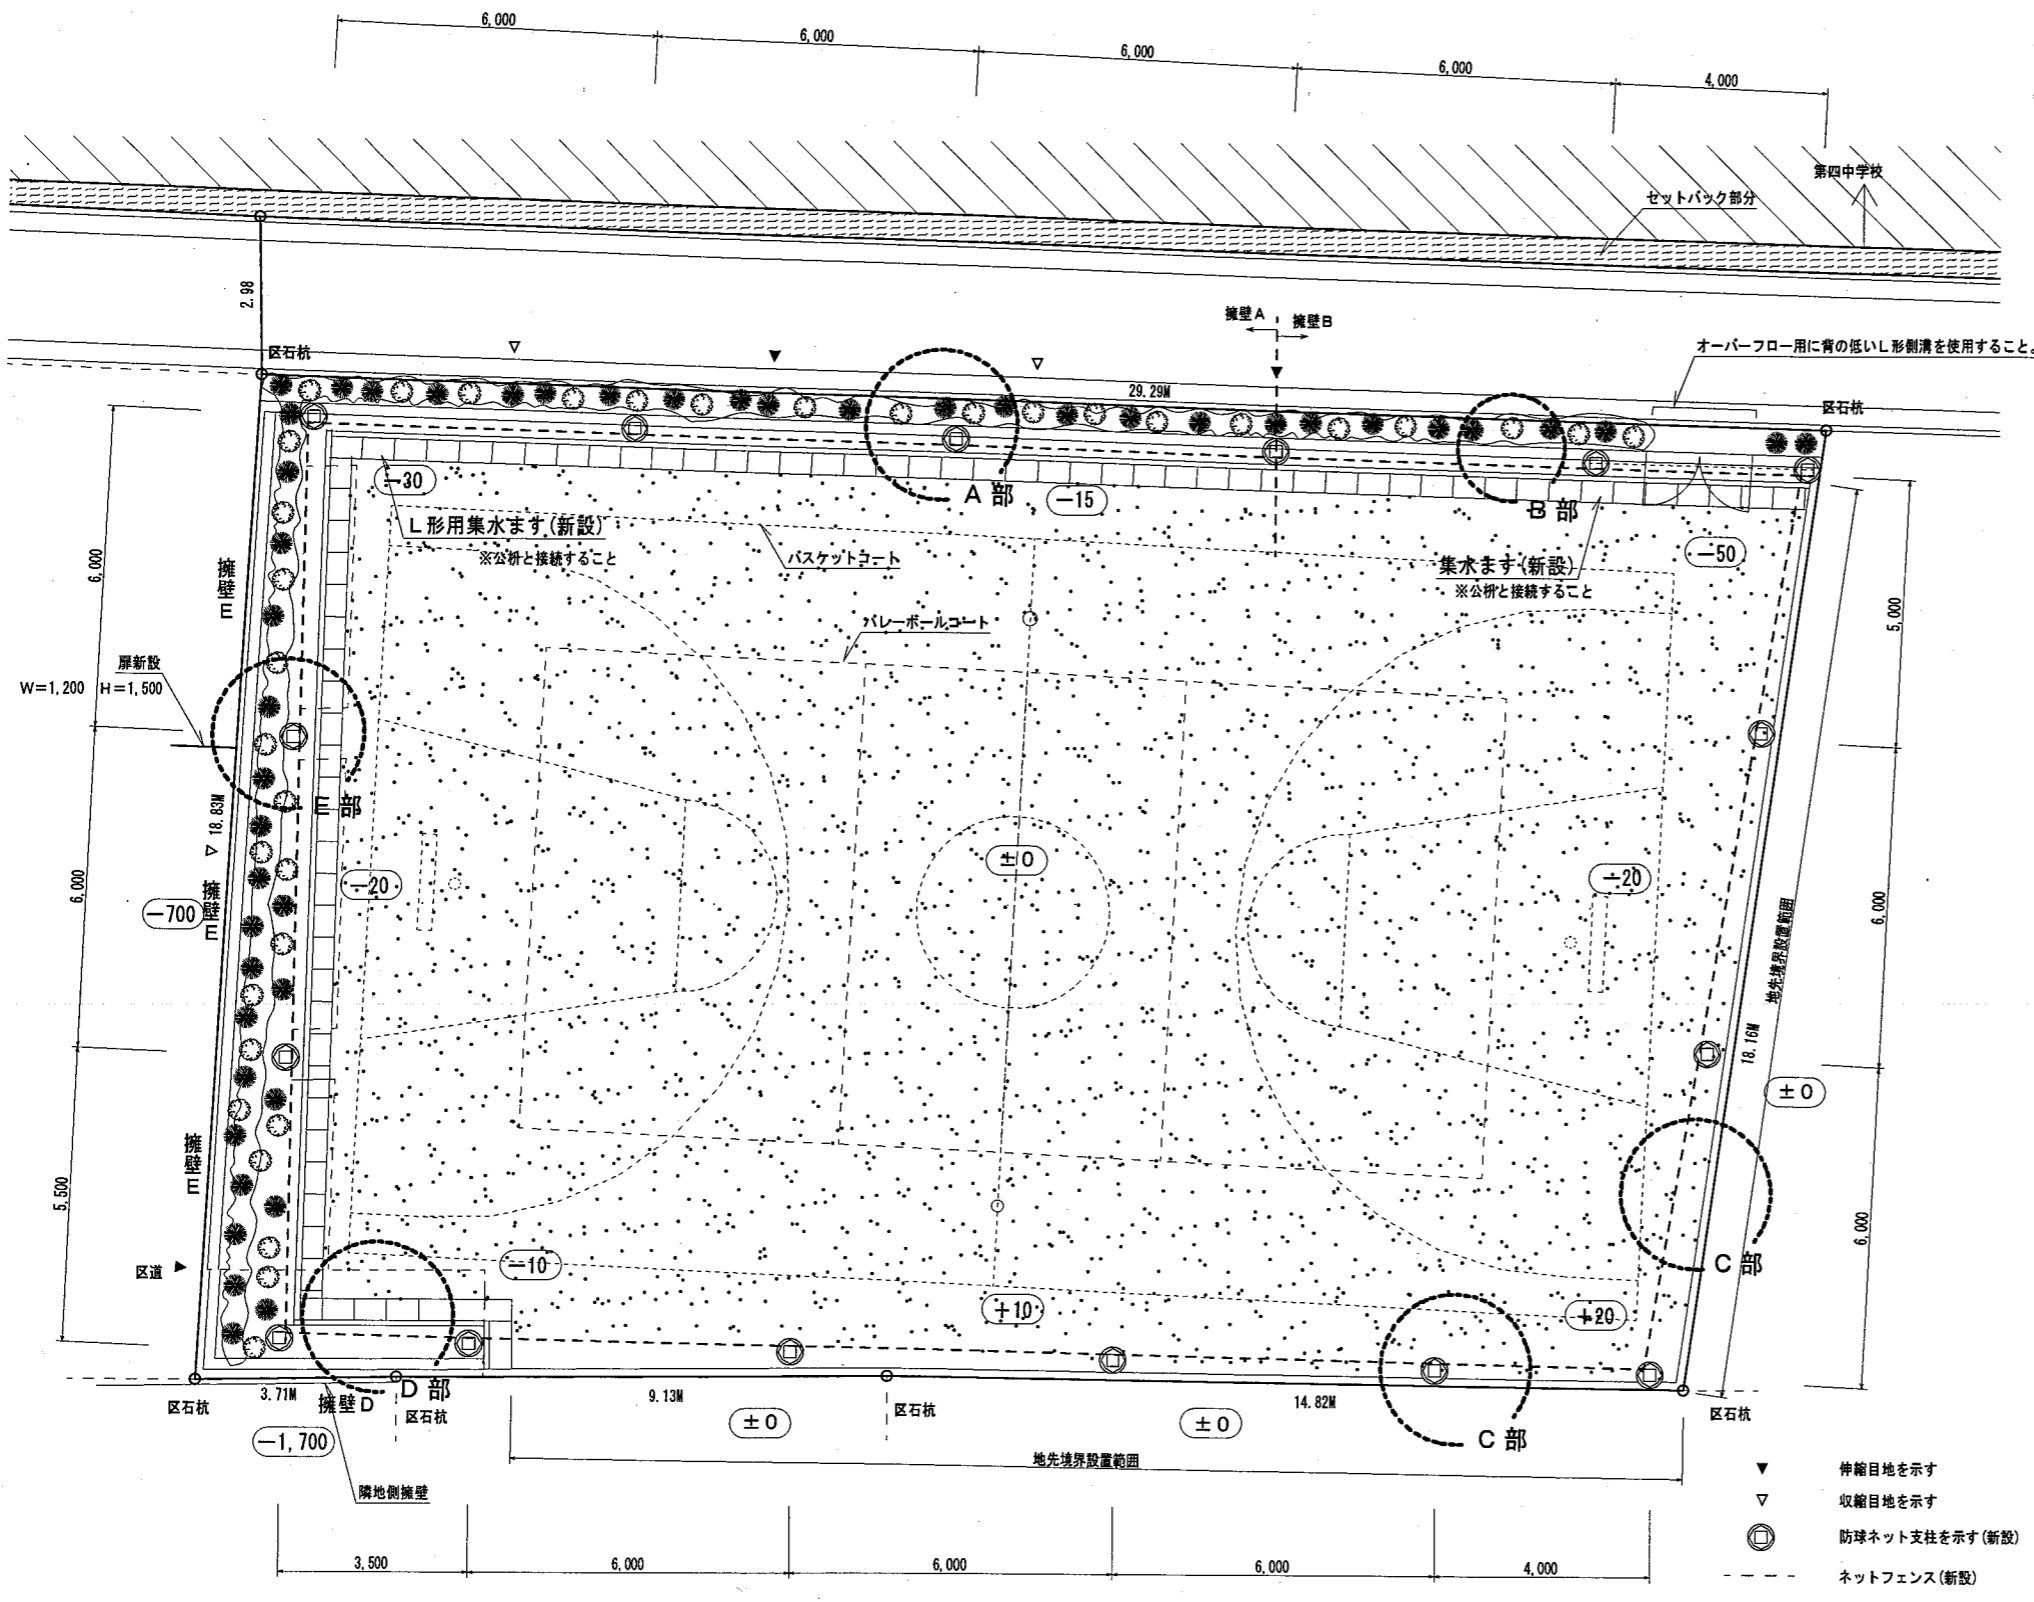 6,000
6,000
6,000
6,000
4,000
第四中学校
セットバック部分
2.98
擁壁A
擁壁B
オーバーフロー用に背の低いL形側溝を使用すること。
区石杭
29.29M
区石杭
-30
A部
-15
B部
L形用集水ます(新設)
※公桝と接続すること
バスケットコート
集水ます(新設)
※公桝と接続すること
-50
6,000
擁壁E
バレーボールコート
5,000
扉新設
W=1,200 H=1,500
E部
18.83M
±0
-20
-20
6,000
-700
擁壁E
6,000
地先境界設置範囲
18.16M
±0
擁壁E
5,500
6,000
区道
-10
C部
+10
+20
区石杭
3.71M
擁壁D
D部
区石杭
9.13M
区石杭
14.82M
区石杭
±0
±0
C部
-1,700
地先境界設置範囲
隣地側擁壁
▼ 伸縮目地を示す
▽ 収縮目地を示す
防球ネット支柱を示す(新設)
ネットフェンス(新設)
3,500
6,000
6,000
6,000
4,000